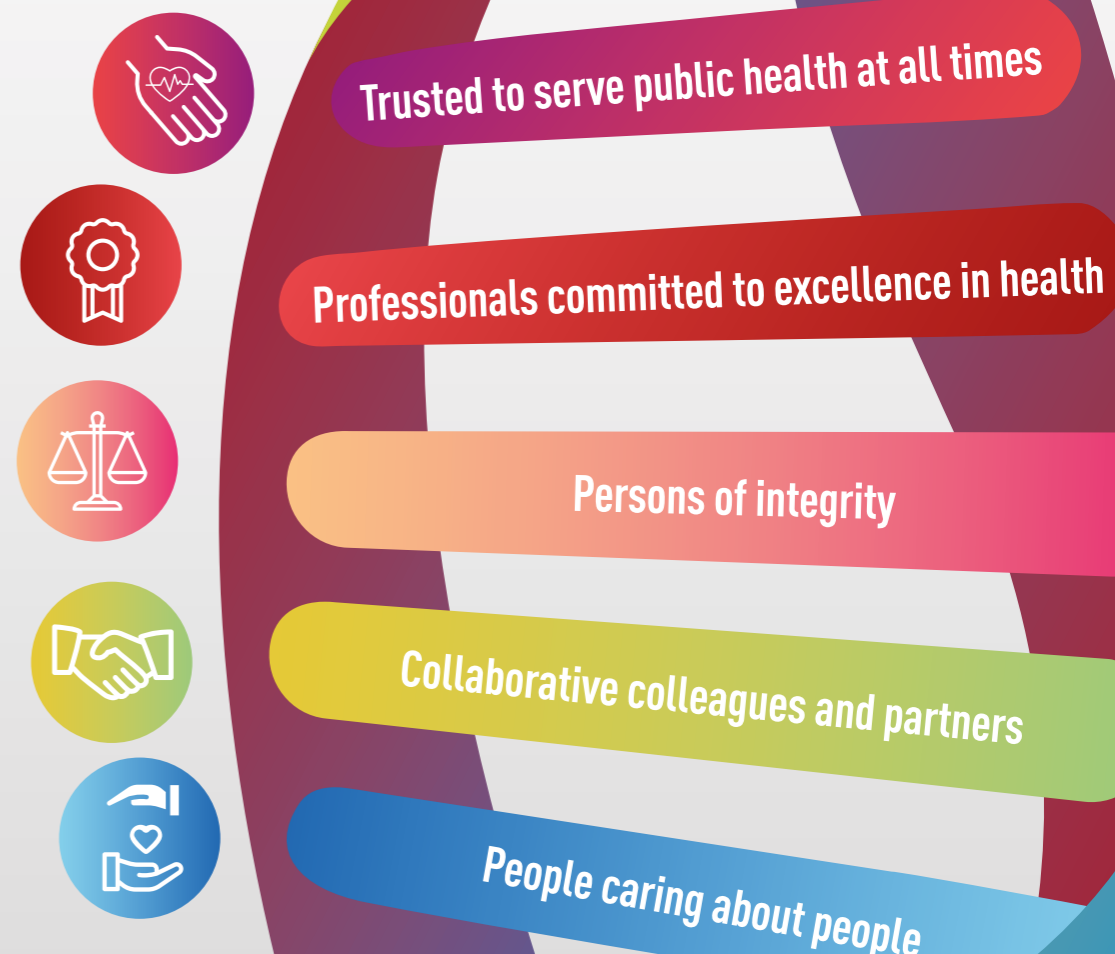 Trusted to serve public health at all times
Professionals committed to excellence in health
Persons of integrity
Collaborative colleagues and partners
People caring about people